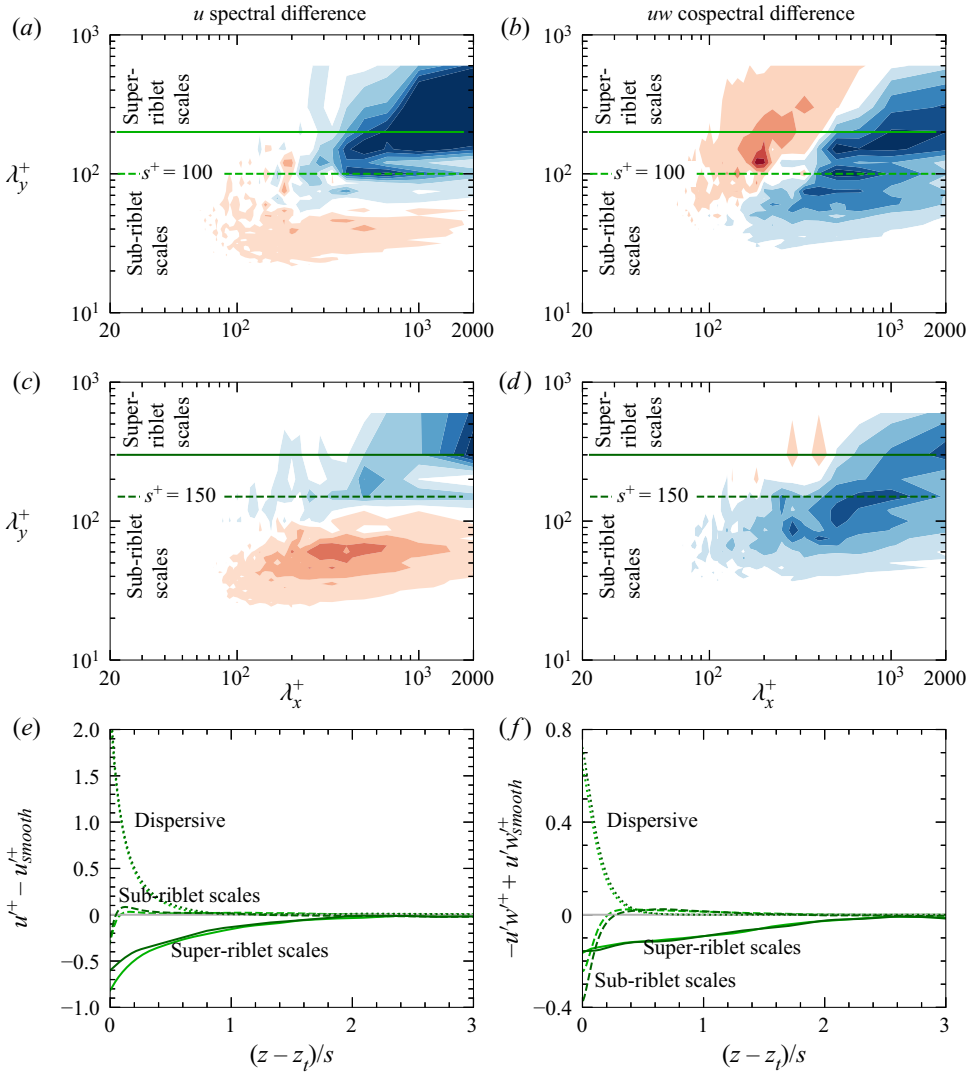 u spectral difference
uw cospectral difference
(a)
(b)
10³
10²
10¹
λ_y⁺
Super-riblet scales
Sub-riblet scales
s⁺ = 100
20
10²
10³
2000
10³
10²
10¹
Super-riblet scales
Sub-riblet scales
s⁺ = 100
20
10²
10³
2000
(c)
(d)
10³
10²
10¹
λ_y⁺
Super-riblet scales
Sub-riblet scales
s⁺ = 150
20
10²
10³
2000
λ_x⁺
10³
10²
10¹
Super-riblet scales
Sub-riblet scales
s⁺ = 150
20
10²
10³
2000
λ_x⁺
(e)
(f)
2.0
1.5
1.0
0.5
0
−0.5
−1.0
u′⁺ − u′⁺_smooth
Dispersive
Sub-riblet scales
Super-riblet scales
0
1
2
3
(z − z_t)/s
0.8
0.4
0
−0.4
−u′w′⁺ + u′w′⁺_smooth
Dispersive
Super-riblet scales
Sub-riblet scales
0
1
2
3
(z − z_t)/s